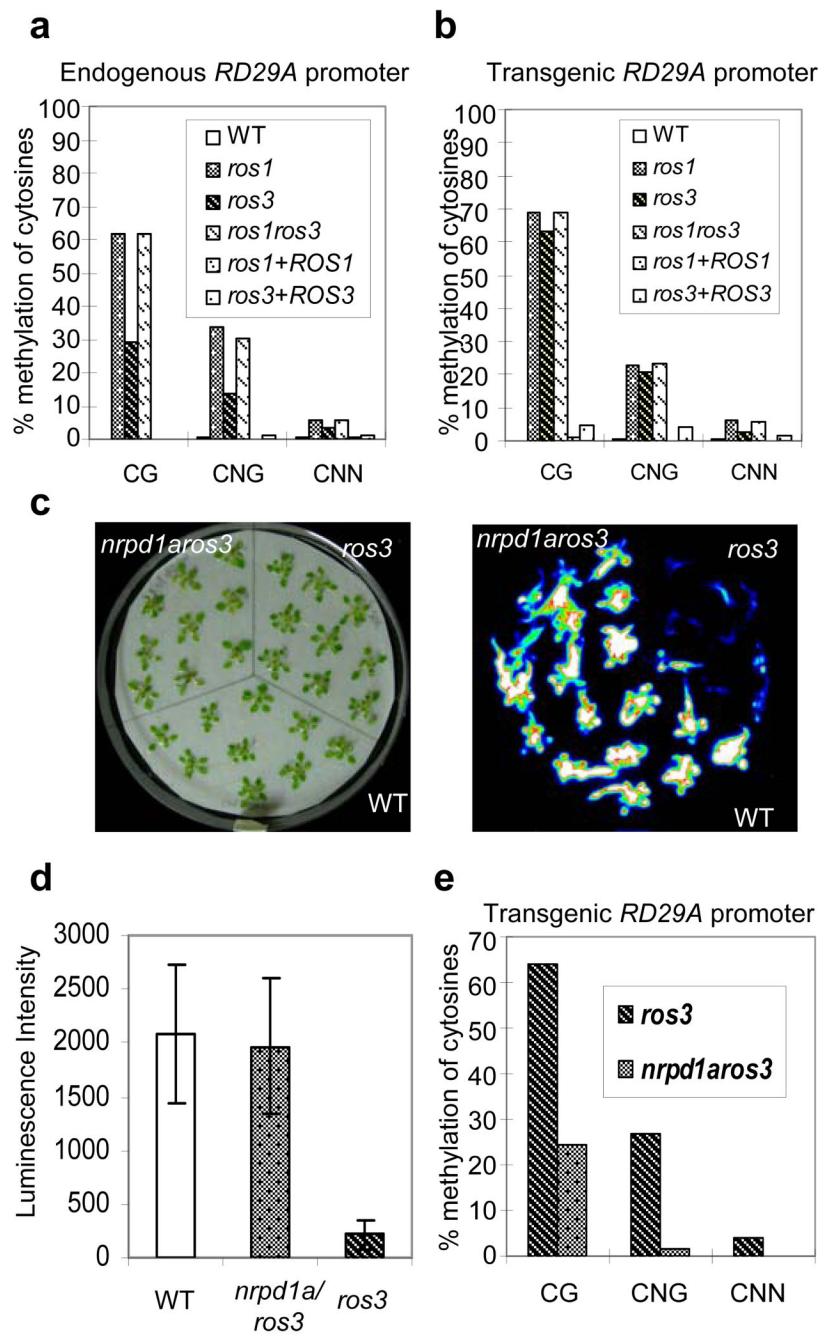 a
Endogenous RD29A promoter
% methylation of cytosines
100
90
80
70
60
50
40
30
20
10
0
WT
ros1
ros3
ros1ros3
ros1+ROS1
ros3+ROS3
CG CNG CNN
b
Transgenic RD29A promoter
% methylation of cytosines
100
90
80
70
60
50
40
30
20
10
0
WT
ros1
ros3
ros1ros3
ros1+ROS1
ros3+ROS3
CG CNG CNN
c
nrpd1aros3 ros3
WT
nrpd1aros3 ros3
WT
d
Luminescence Intensity
3000
2500
2000
1500
1000
500
0
WT nrpd1a/ ros3
ros3
e
Transgenic RD29A promoter
% methylation of cytosines
70
60
50
40
30
20
10
0
ros3
nrpd1aros3
CG CNG CNN